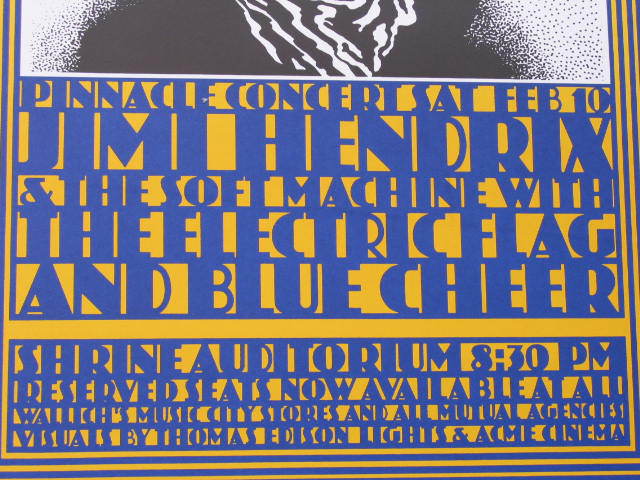 PINNACLE CONCERT SAT FEB 10
JIMI HENDRIX
& THE SOFT MACHINE WITH
THE ELECTRIC FLAG
AND BLUE CHEER
SHRINE AUDITORIUM 8:30 PM
RESERVED SEATS NOW AVAILABLE AT ALL
WALLICH'S MUSIC CITY STORES AND ALL MUTUAL AGENCIES
VISUALS BY THOMAS EDISON LIGHTS & ACME CINEMA